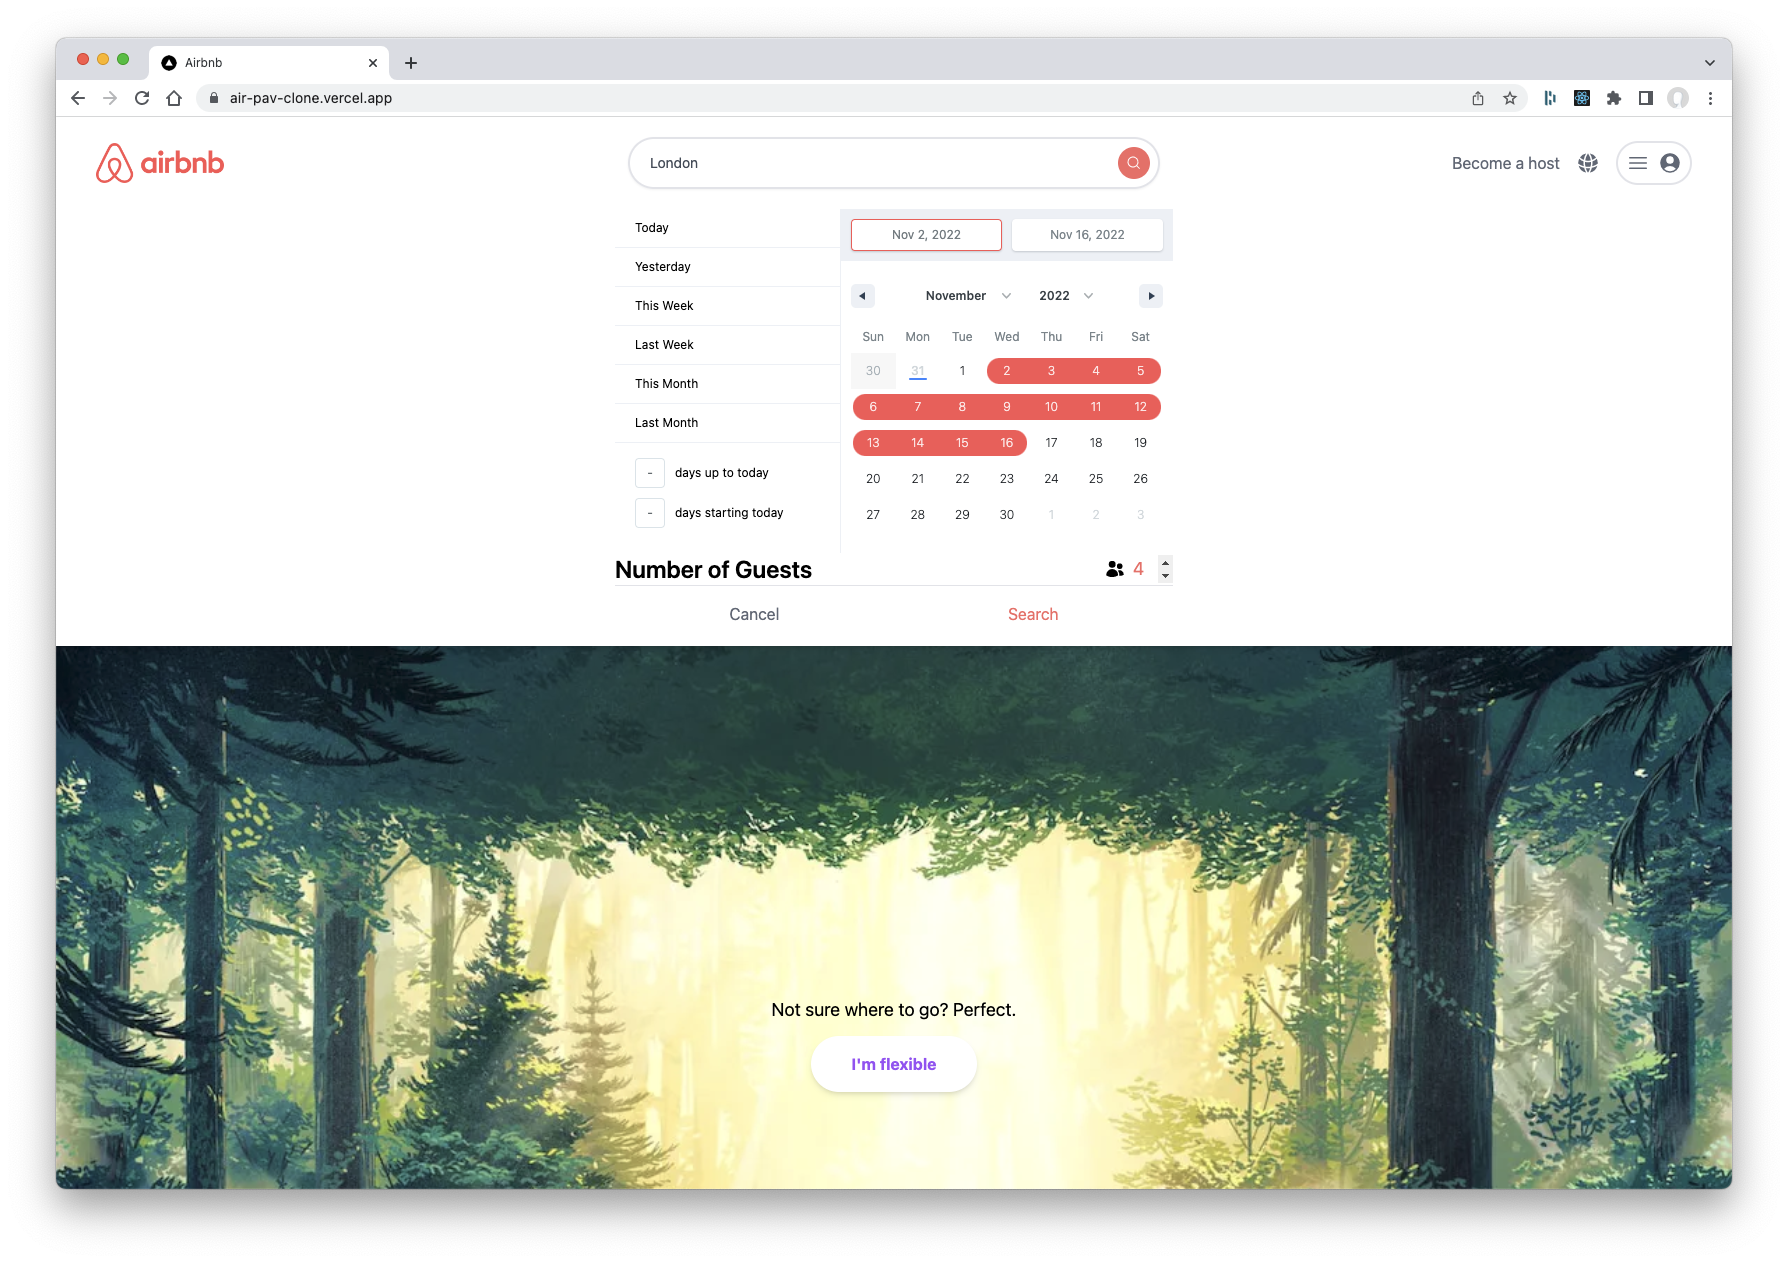 Airbnb
air-pav-clone.vercel.app
airbnb
London
Become a host
Today
Yesterday
This Week
Last Week
This Month
Last Month
- days up to today
- days starting today
Nov 2, 2022 Nov 16, 2022
November 2022
Sun Mon Tue Wed Thu Fri Sat
30 31 1 2 3 4 5
6 7 8 9 10 11 12
13 14 15 16 17 18 19
20 21 22 23 24 25 26
27 28 29 30 1 2 3
Number of Guests 4
Cancel Search
Not sure where to go? Perfect.
I'm flexible